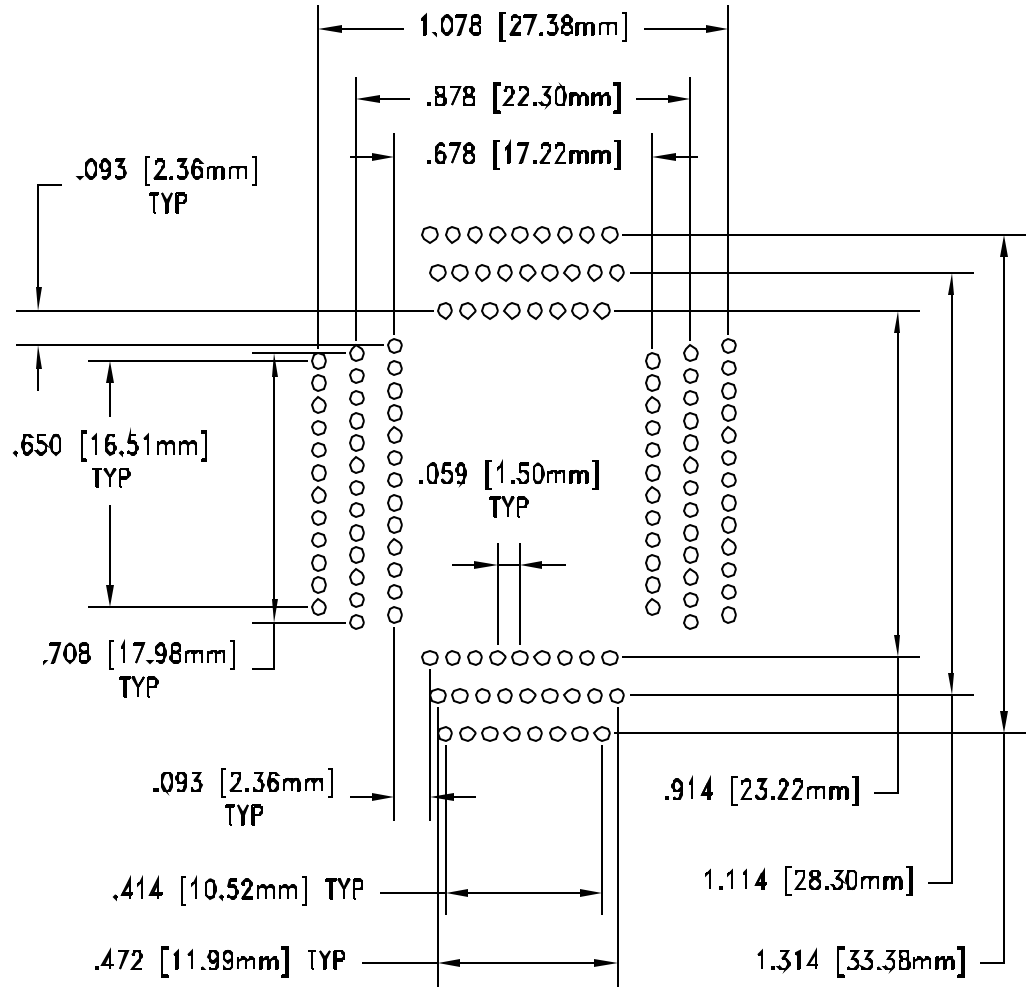 1.078 [27.38mm]
.878 [22.30mm]
.678 [17.22mm]
.093 [2.36mm]
TYP
.650 [16.51mm]
TYP
.059 [1.50mm]
TYP
.708 [17.98mm]
TYP
.093 [2.36mm]
TYP
.914 [23.22mm]
.414 [10.52mm] TYP
1.114 [28.30mm]
.472 [11.99mm] TYP
1.314 [33.38mm]